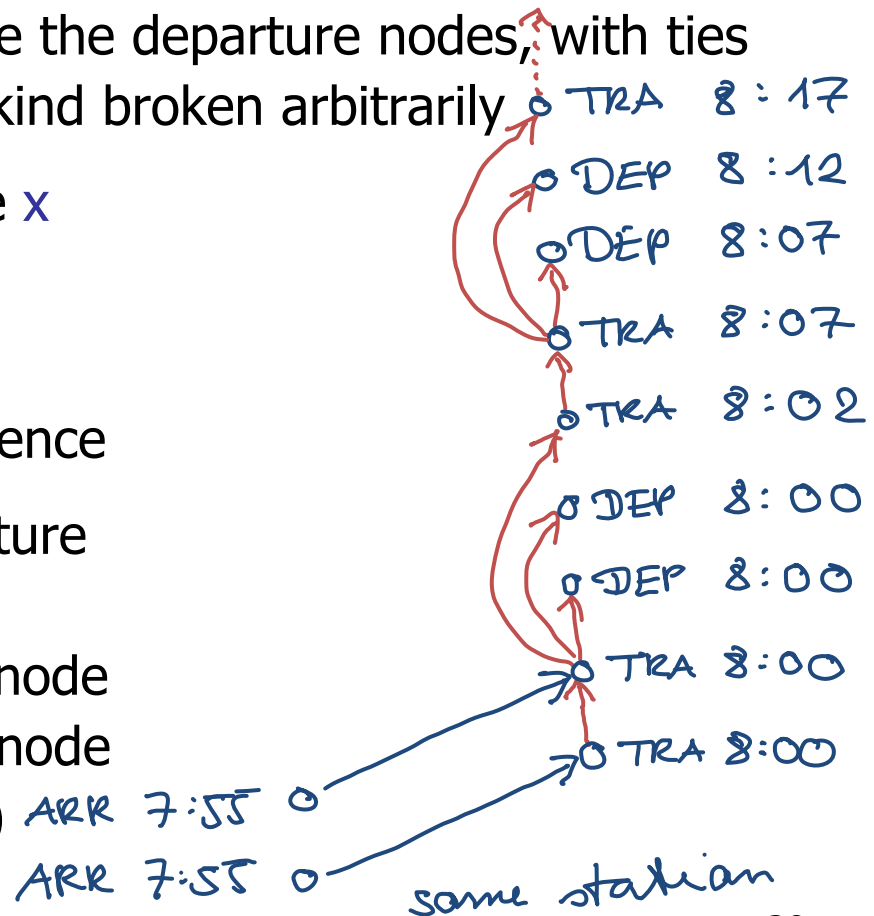 e the departure nodes, with ties
kind broken arbitrarily
TRA 8:17
DEP 8:12
e x
DEP 8:07
TRA 8:07
TRA 8:02
ence
DEP 8:00
ture
DEP 8:00
node
TRA 8:00
node
TRA 8:00
) ARR 7:55
ARR 7:55
same station